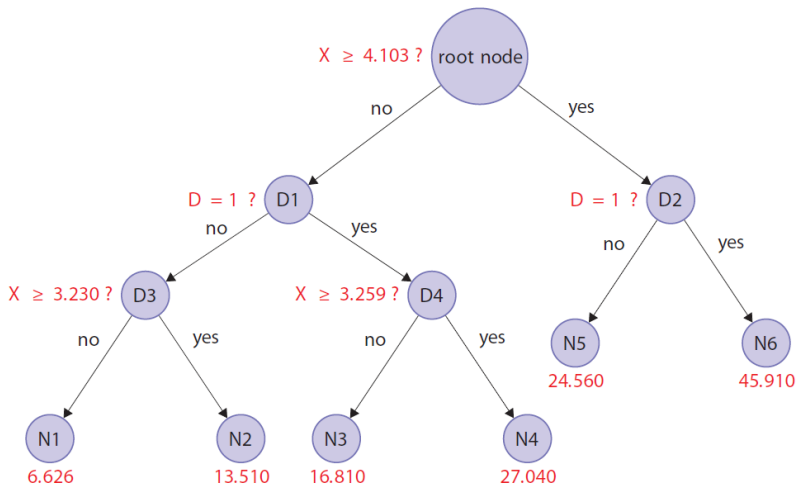 X ≥ 4.103 ?
root node
no
yes
D = 1 ?
D1
D = 1 ?
D2
no
yes
no
yes
X ≥ 3.230 ?
D3
X ≥ 3.259 ?
D4
no
yes
no
yes
N5
N6
24.560
45.910
N1
N2
N3
N4
6.626
13.510
16.810
27.040